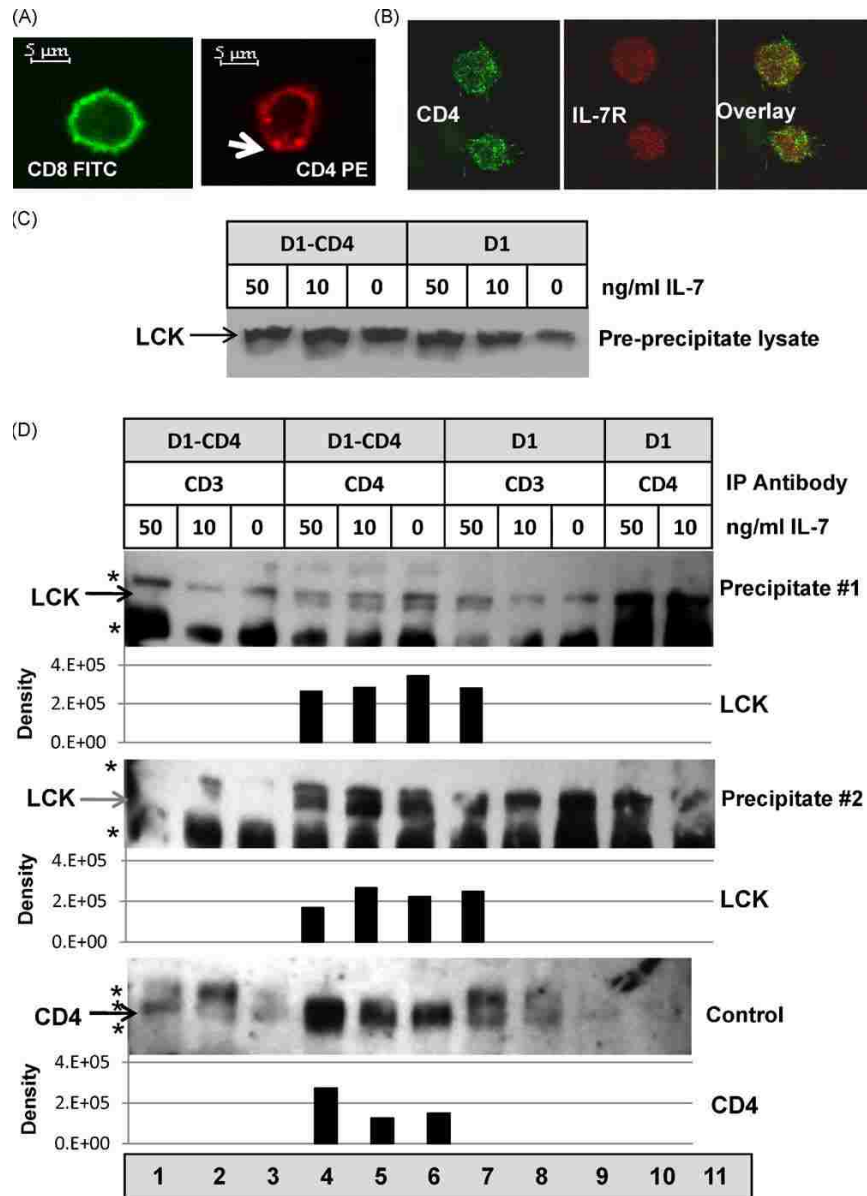 (A)
5 µm
CD8 FITC
5 µm
CD4 PE
(B)
CD4
IL-7R
Overlay
(C)
D1-CD4 D1
50 10 0 50 10 0 ng/ml IL-7
LCK Pre-precipitate lysate
(D)
D1-CD4 D1-CD4 D1 D1
CD3 CD4 CD3 CD4 IP Antibody
50 10 0 50 10 0 50 10 0 50 10 ng/ml IL-7
*
LCK Precipitate #1
*
4.E+05
2.E+05
0.E+00
Density
LCK
*
LCK Precipitate #2
*
4.E+05
2.E+05
0.E+00
Density
LCK
*
*
CD4 Control
*
4.E+05
2.E+05
0.E+00
Density
CD4
1 2 3 4 5 6 7 8 9 10 11